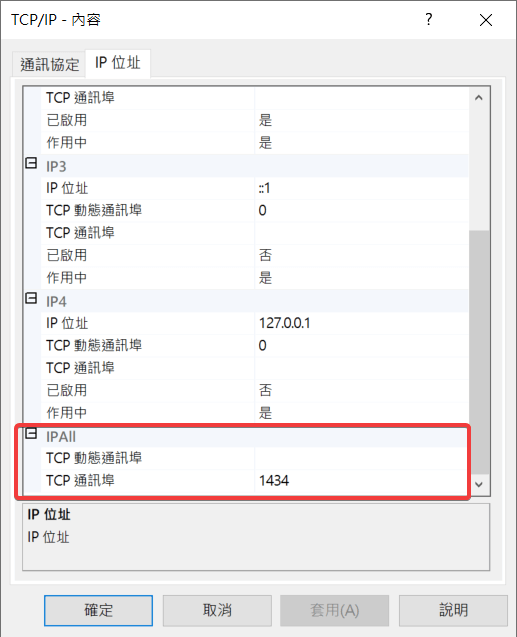 TCP/IP - 內容
?
通訊協定 IP 位址
TCP 通訊埠
已啟用 是
作用中 是
IP3
IP 位址 ::1
TCP 動態通訊埠 0
TCP 通訊埠
已啟用 否
作用中 是
IP4
IP 位址 127.0.0.1
TCP 動態通訊埠 0
TCP 通訊埠
已啟用 否
作用中 是
IPAll
TCP 動態通訊埠
TCP 通訊埠 1434
IP 位址
IP 位址
確定 取消 套用(A) 說明